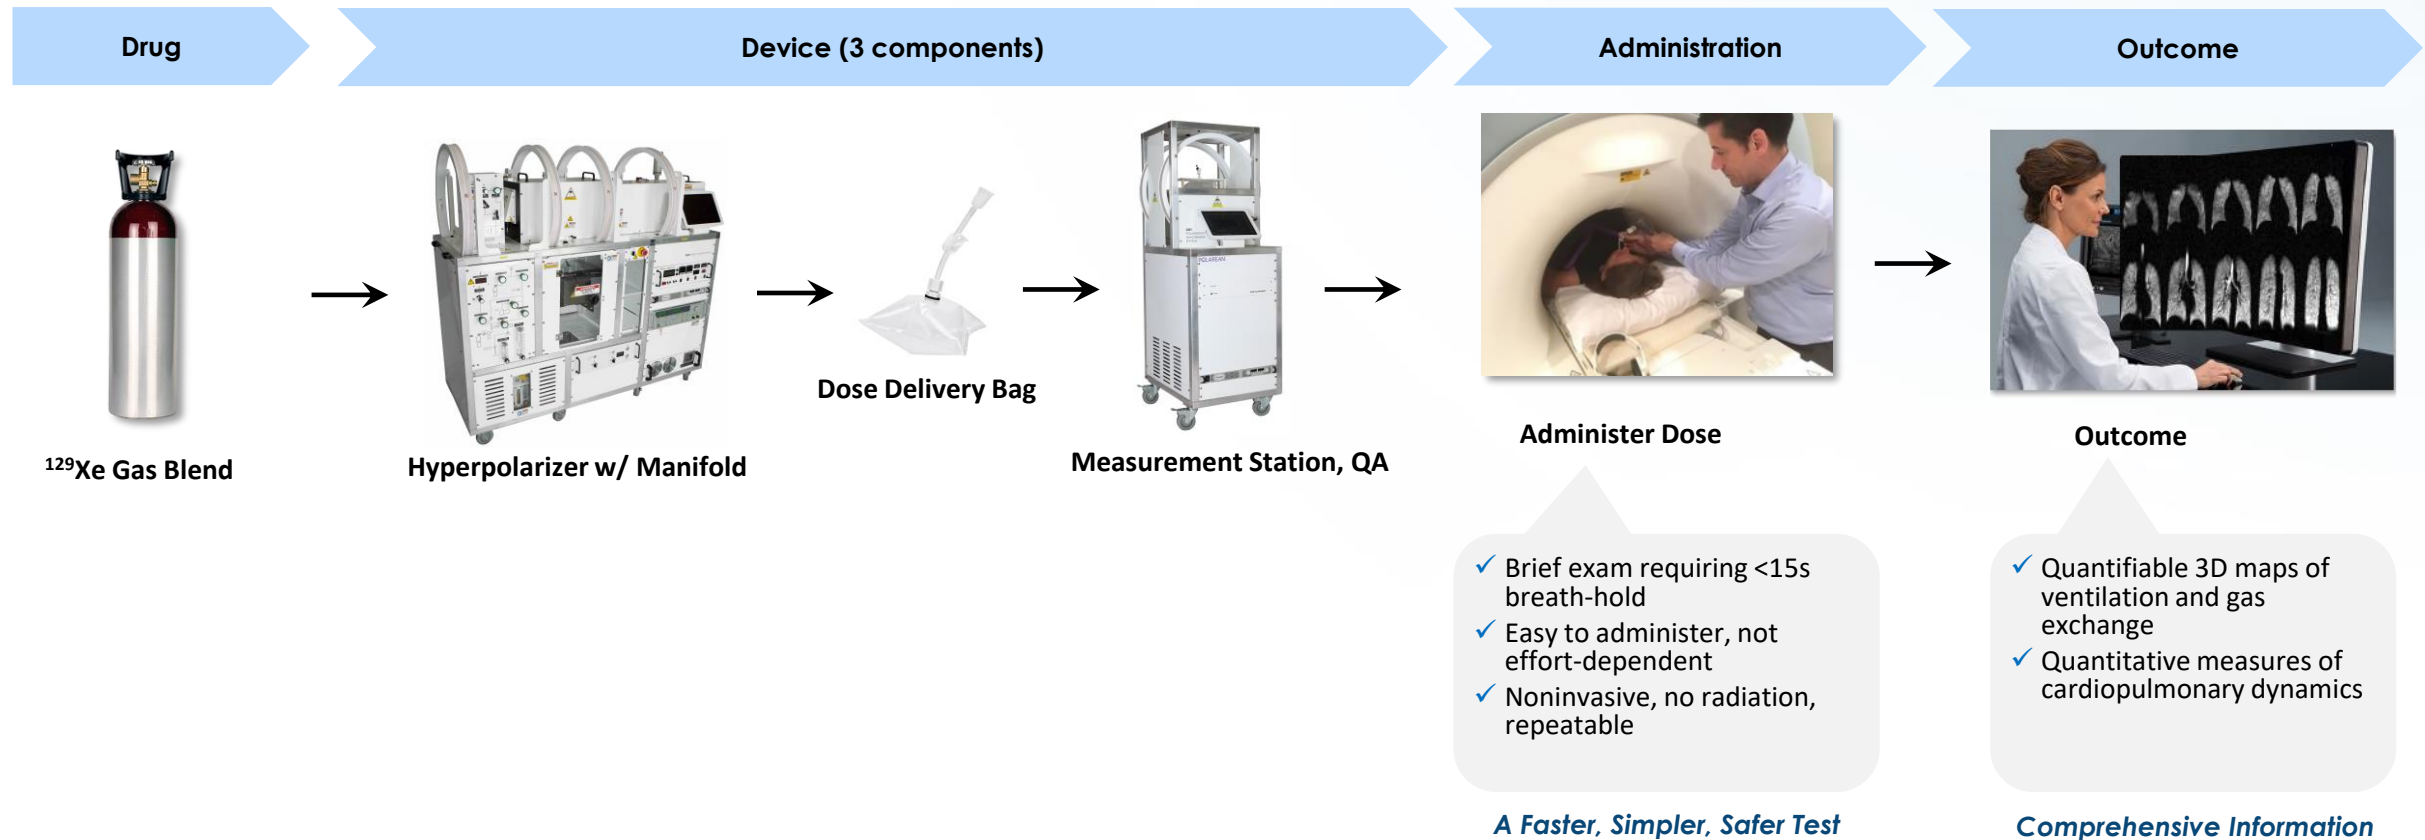 Drug
Device (3 components)
Administration
Outcome
¹²⁹Xe Gas Blend
Hyperpolarizer w/ Manifold
Dose Delivery Bag
POLAREAN
Measurement Station, QA
Administer Dose
Outcome
✓ Brief exam requiring <15s
breath-hold
✓ Easy to administer, not
effort-dependent
✓ Noninvasive, no radiation,
repeatable
✓ Quantifiable 3D maps of
ventilation and gas
exchange
✓ Quantitative measures of
cardiopulmonary dynamics
A Faster, Simpler, Safer Test
Comprehensive Information